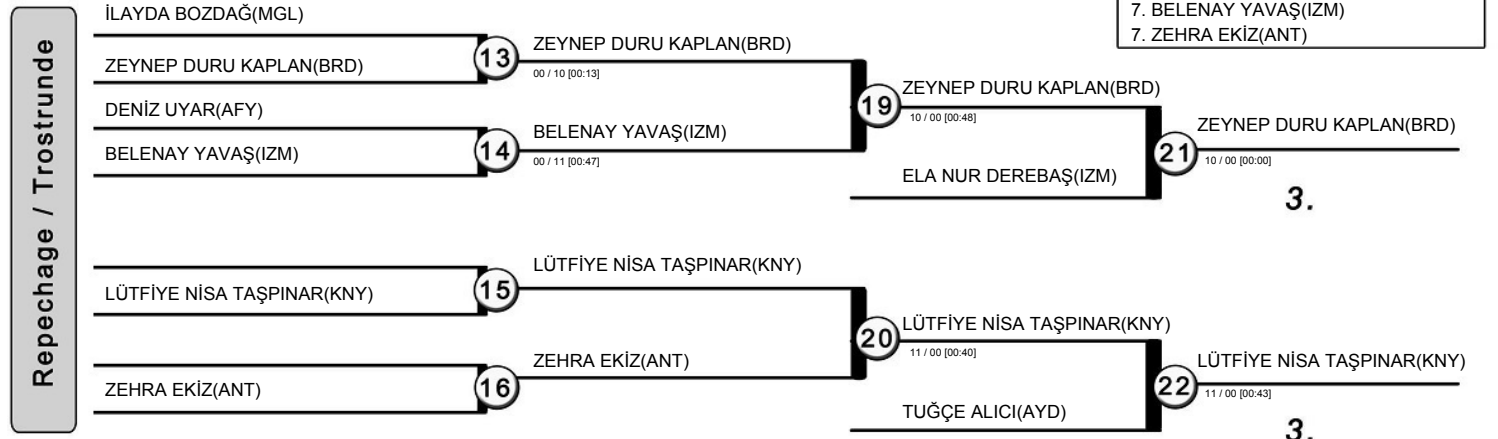 7. BELENAY YAVAŞ(IZM)
7. ZEHRA EKİZ(ANT)
Repechage / Trostrunde
İLAYDA BOZDAĞ(MGL)
ZEYNEP DURU KAPLAN(BRD)
13
ZEYNEP DURU KAPLAN(BRD)
00 / 10 [00:13]
DENİZ UYAR(AFY)
BELENAY YAVAŞ(IZM)
14
BELENAY YAVAŞ(IZM)
00 / 11 [00:47]
19
ZEYNEP DURU KAPLAN(BRD)
10 / 00 [00:48]
ELA NUR DEREBAŞ(IZM)
21
ZEYNEP DURU KAPLAN(BRD)
10 / 00 [00:00]
3.
LÜTFİYE NİSA TAŞPINAR(KNY)
15
LÜTFİYE NİSA TAŞPINAR(KNY)
ZEHRA EKİZ(ANT)
16
ZEHRA EKİZ(ANT)
20
LÜTFİYE NİSA TAŞPINAR(KNY)
11 / 00 [00:40]
TUĞÇE ALICI(AYD)
22
LÜTFİYE NİSA TAŞPINAR(KNY)
11 / 00 [00:43]
3.